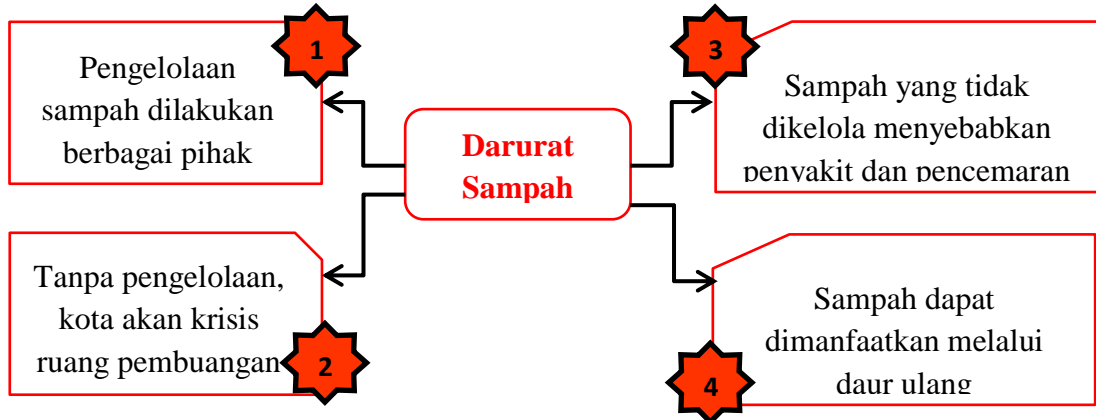 1
Pengelolaan
sampah dilakukan
berbagai pihak
2
Tanpa pengelolaan,
kota akan krisis
ruang pembuangan
Darurat
Sampah
3
Sampah yang tidak
dikelola menyebabkan
penyakit dan pencemaran
4
Sampah dapat
dimanfaatkan melalui
daur ulang